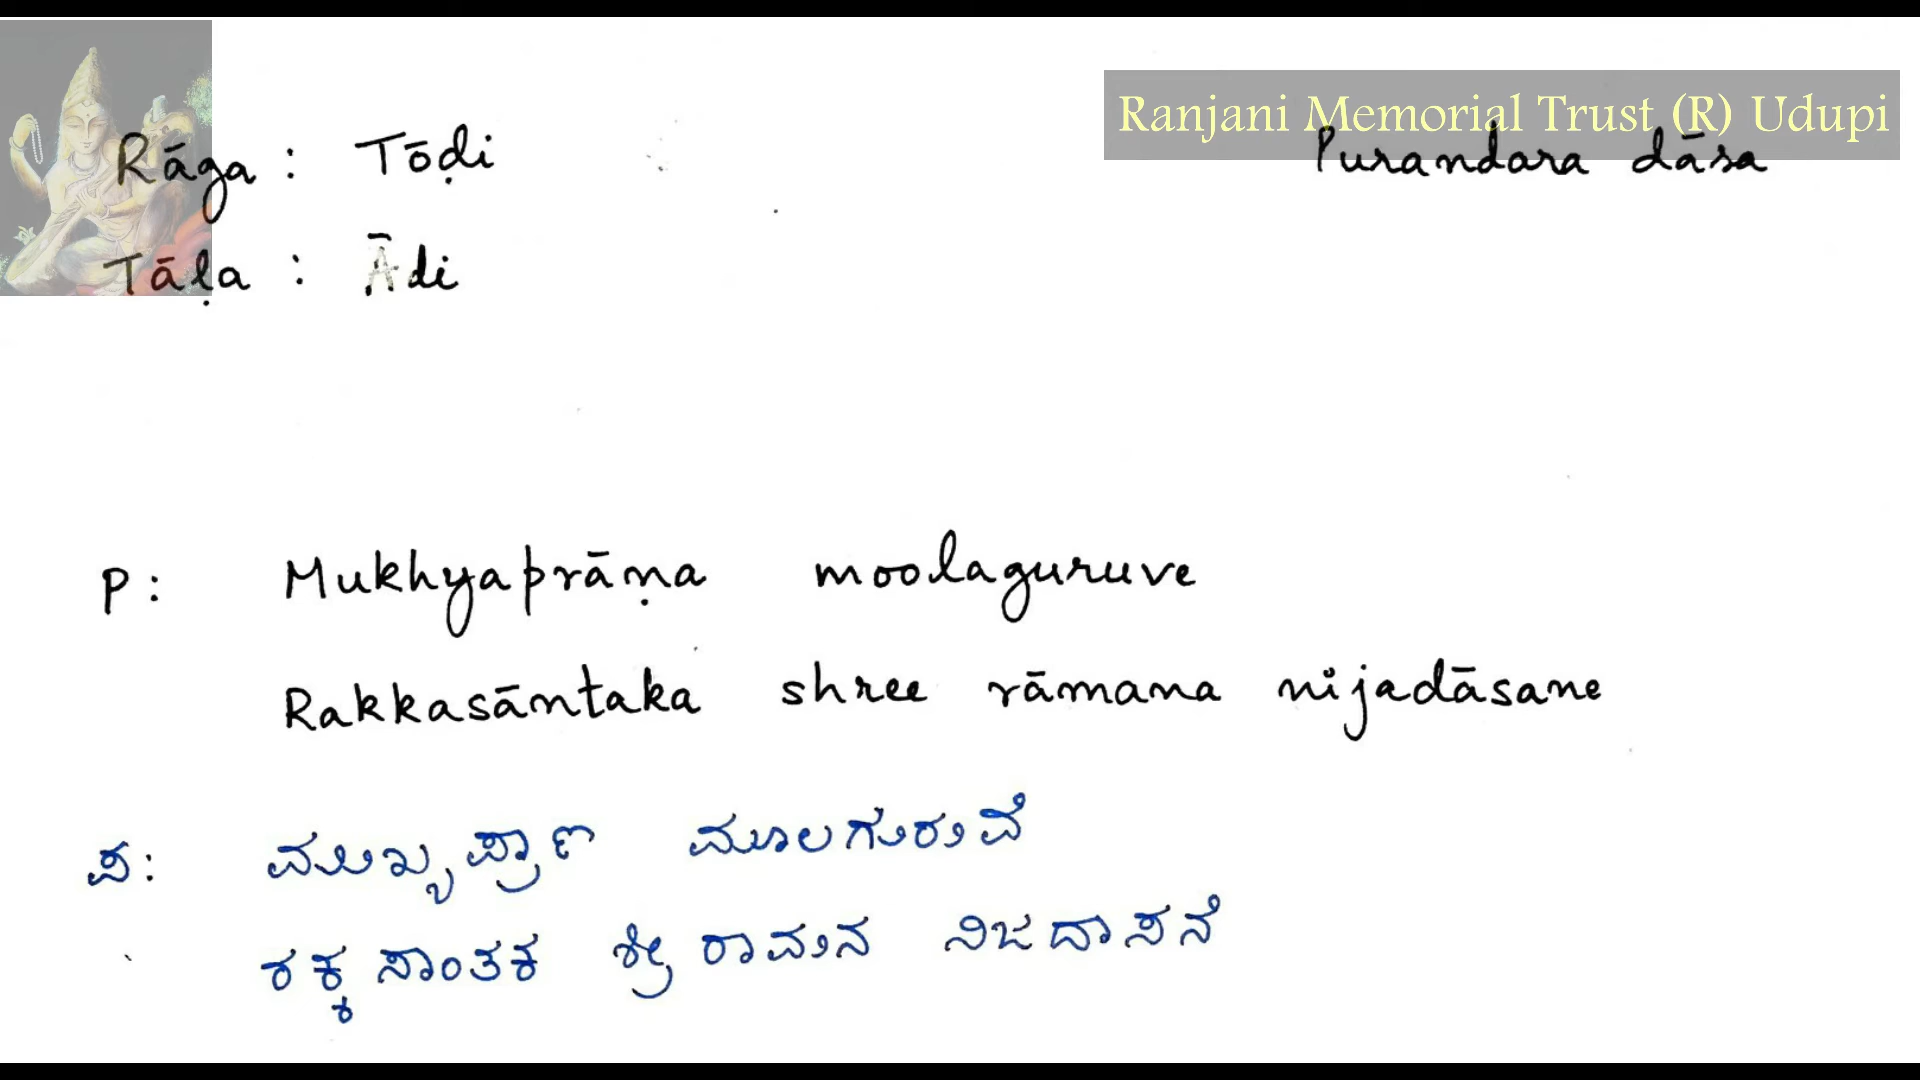 Ranjani Memorial Trust (R) Udupi
Rāga : Tōḍi Purandara dāsa
Tāḷa : Ādi
P: Mukhyaprāṇa moolaguruve
Rakkasāntaka shree rāmana nijadāsane
ಪ: ಮುಖ್ಯಪ್ರಾಣ ಮೂಲಗುರುವೆ
ರಕ್ಕಸಾಂತಕ ಶ್ರೀ ರಾಮನ ನಿಜದಾಸನೆ